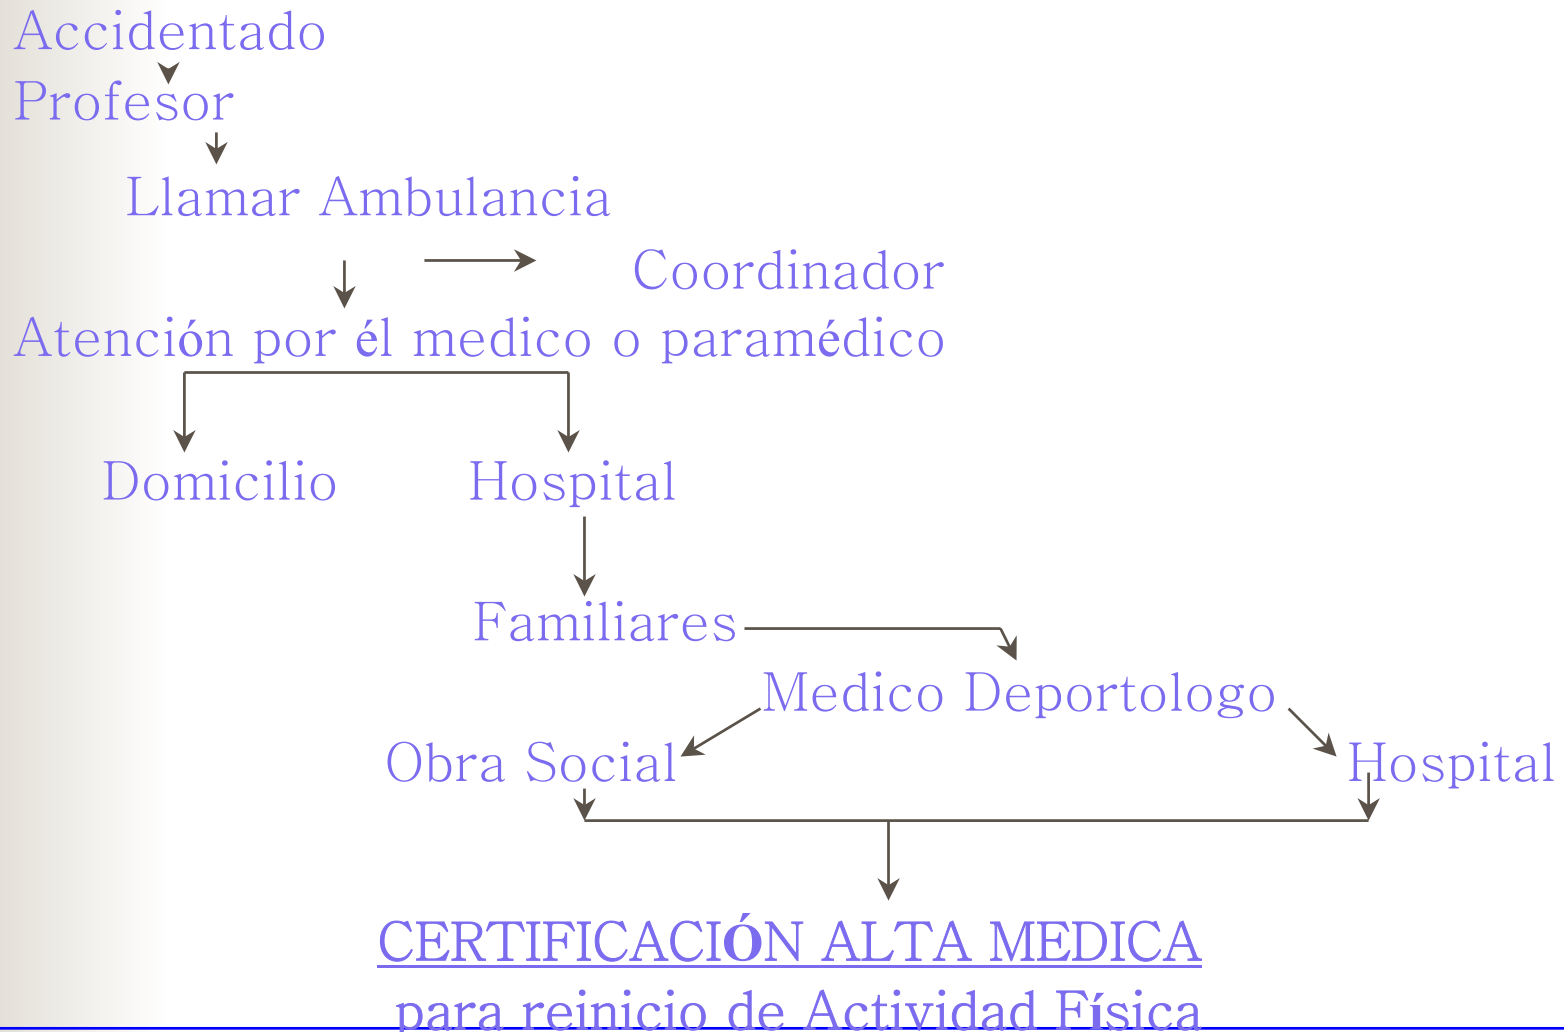 Accidentado
Profesor
Llamar Ambulancia
Coordinador
Atención por él medico o paramédico
Domicilio Hospital
Familiares
Medico Deportologo
Obra Social Hospital
CERTIFICACIÓN ALTA MEDICA
para reinicio de Actividad Física